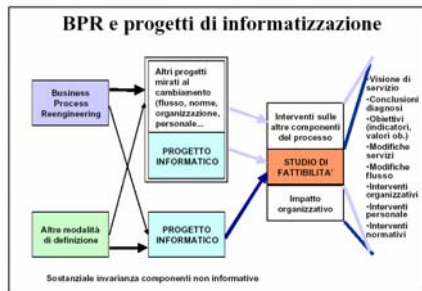 BPR e progetti di informatizzazione
Business
Process
Reengineering
Altre modalità
di definizione
Altri progetti
mirati al
cambiamento
(flusso, norme,
organizzazione,
personale...
PROGETTO
INFORMATICO
PROGETTO
INFORMATICO
Interventi sulle
altre componenti
del processo
STUDIO DI
FATTIBILITA'
Impatto
organizzativo
•Visione di
servizio
•Conclusioni
diagnosi
•Obiettivi
(indicatori,
valori ob.)
•Modifiche
servizi
•Modifiche
flusso
•Interventi
organizzativi
•Interventi
personale
•Interventi
normativi
Sostanziale invarianza componenti non informative